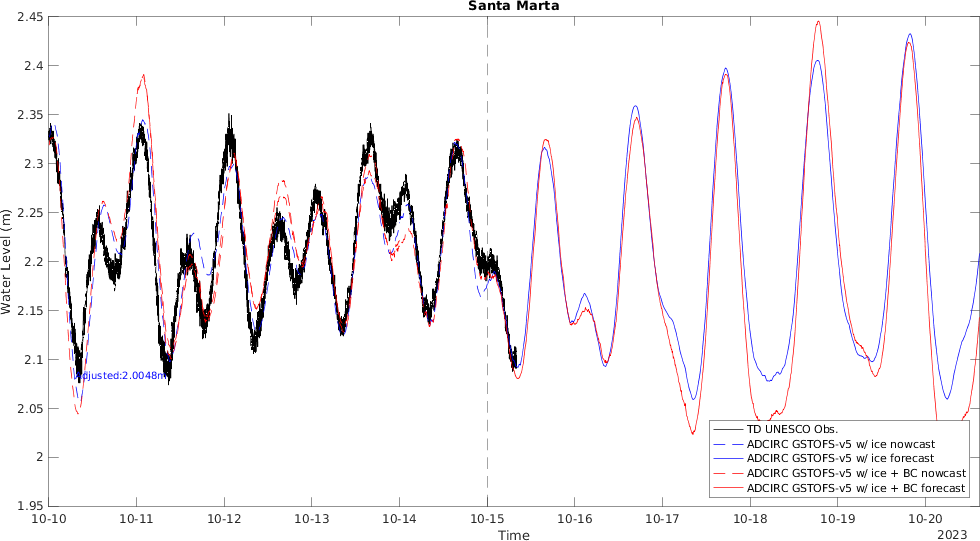 Santa Marta
2.45
2.4
2.35
2.3
2.25
2.2
2.15
2.1
2.05
2
1.95
Water Level (m)
Adjusted:2.0048m
TD UNESCO Obs.
ADCIRC GSTOFS-v5 w/ ice nowcast
ADCIRC GSTOFS-v5 w/ ice forecast
ADCIRC GSTOFS-v5 w/ ice + BC nowcast
ADCIRC GSTOFS-v5 w/ ice + BC forecast
10-10 10-11 10-12 10-13 10-14 10-15 10-16 10-17 10-18 10-19 10-20
Time 2023